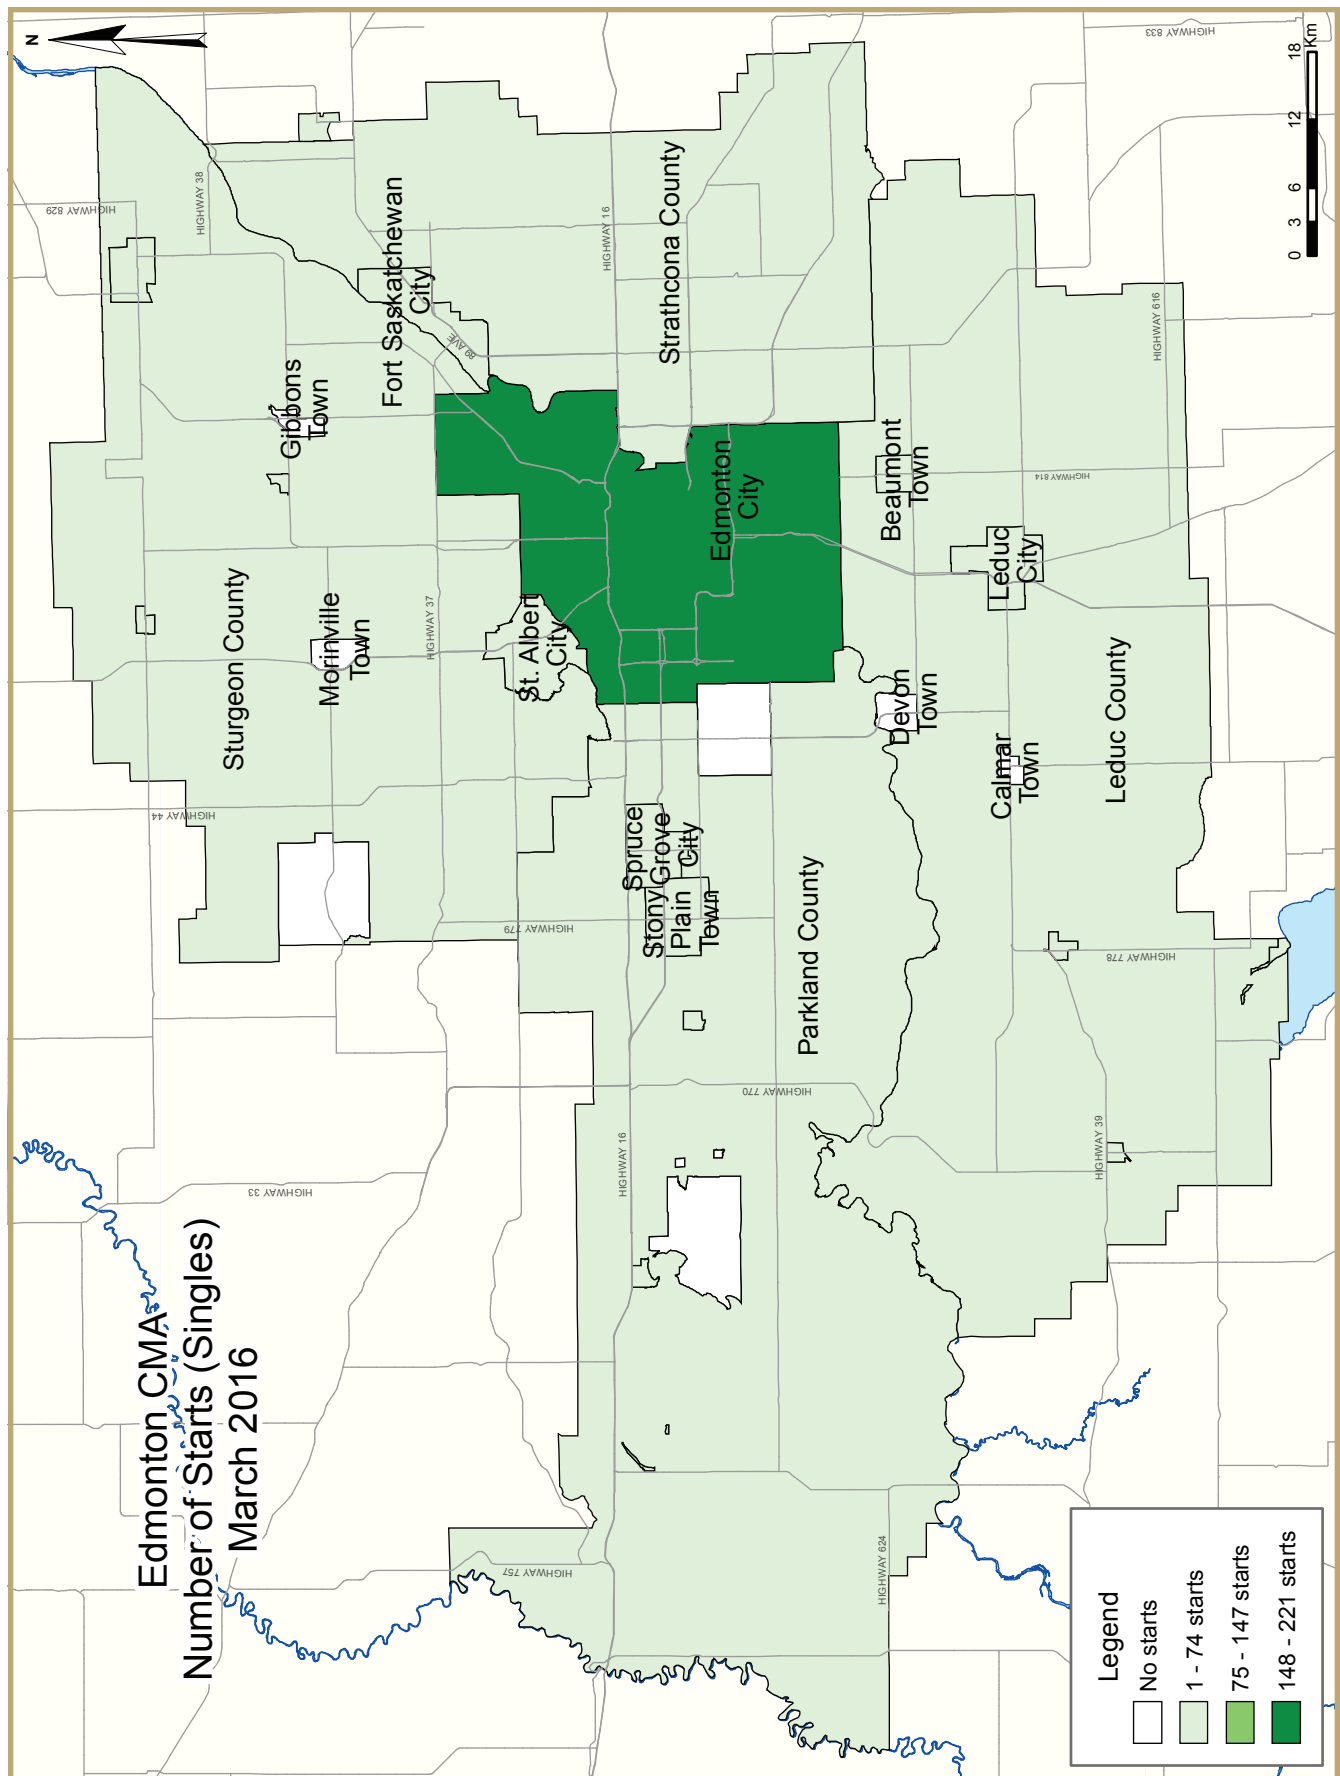 Edmonton CMA
Number of Starts (Singles)
March 2016
N
HIGHWAY 829
HIGHWAY 38
HIGHWAY 833
Gibbons
Town
Fort Saskatchewan
City
89 AVE
HIGHWAY 16
Strathcona County
Sturgeon County
Morinville
Town
HIGHWAY 37
St. Albert
City
Edmonton
City
HIGHWAY 44
HIGHWAY 779
Spruce
Grove
City
Stony
Plain
Town
Parkland County
HIGHWAY 770
HIGHWAY 16
HIGHWAY 33
HIGHWAY 757
HIGHWAY 624
Beaumont
Town
HIGHWAY 814
HIGHWAY 616
Leduc
City
Devon
Town
Calmar
Town
Leduc County
HIGHWAY 778
HIGHWAY 39
Legend
No starts
1 - 74 starts
75 - 147 starts
148 - 221 starts
0 3 6 12 18
Km